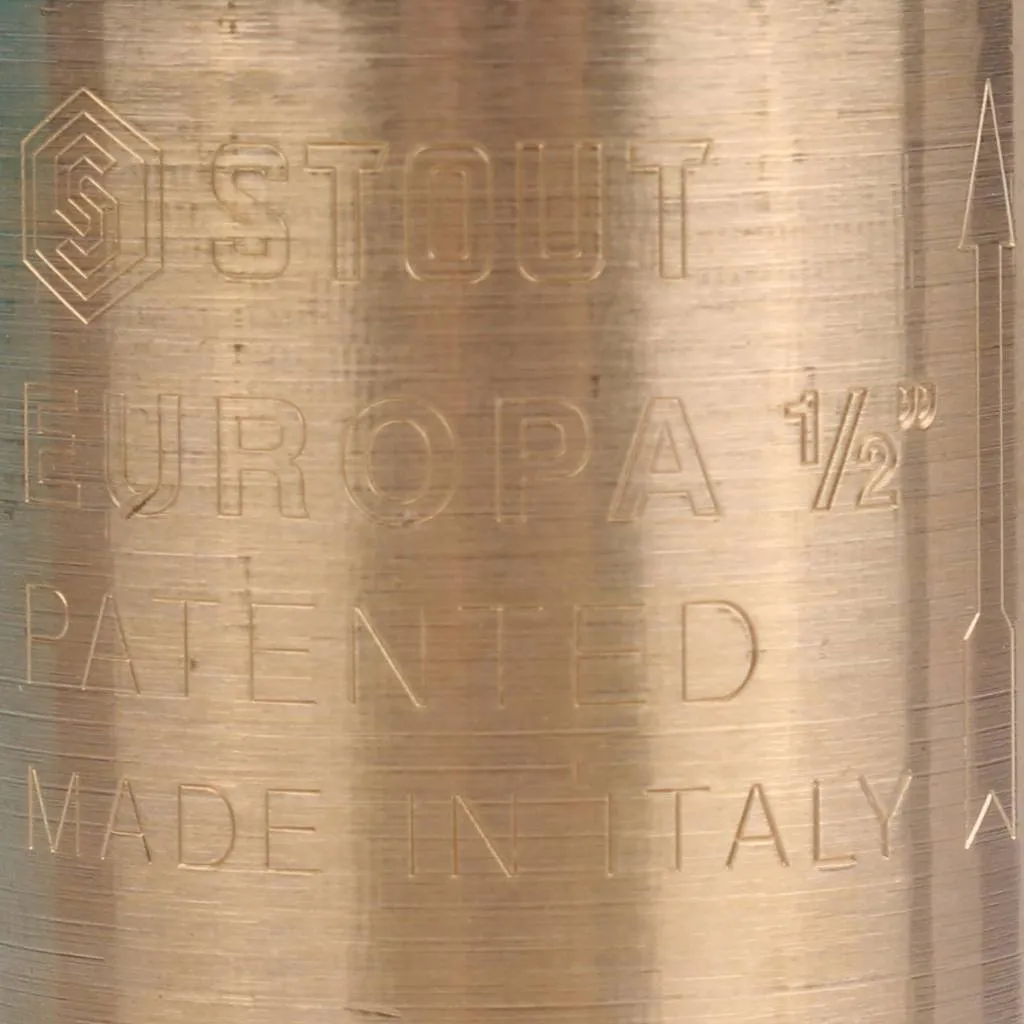 STOUT
EUROPA ½”
PATENTED
MADE IN ITALY